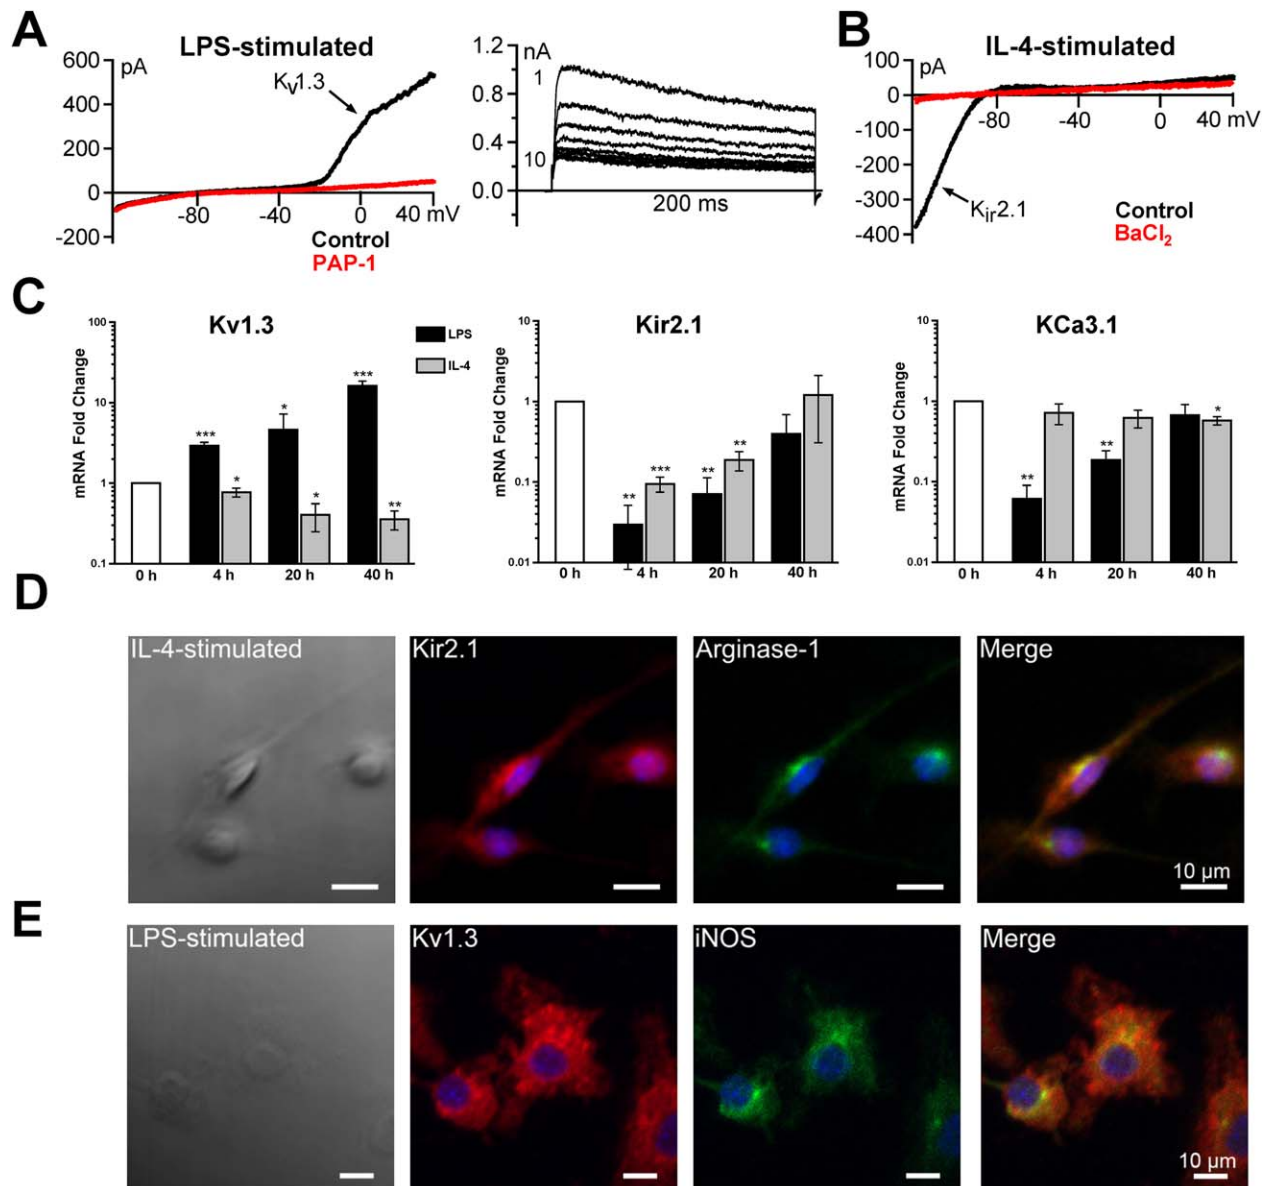 A
LPS-stimulated
600
pA
400
200
0
-200
Kv1.3
-80
-40
0
40 mV
Control
PAP-1
1.2
nA
0.8
0.4
0.0
1
10
200 ms
B
IL-4-stimulated
100
pA
0
-100
-200
-300
-400
-80
-40
0
40 mV
Kir2.1
Control
BaCl2
C
Kv1.3
mRNA Fold Change
100
10
1
0.1
***
*
*
*
***
**
0 h
4 h
20 h
40 h
LPS
IL-4
Kir2.1
mRNA Fold Change
10
1
0.1
0.01
**
***
**
**
0 h
4 h
20 h
40 h
KCa3.1
mRNA Fold Change
10
1
0.1
0.01
**
**
*
0 h
4 h
20 h
40 h
D
IL-4-stimulated
Kir2.1
Arginase-1
Merge
10 µm
E
LPS-stimulated
Kv1.3
iNOS
Merge
10 µm